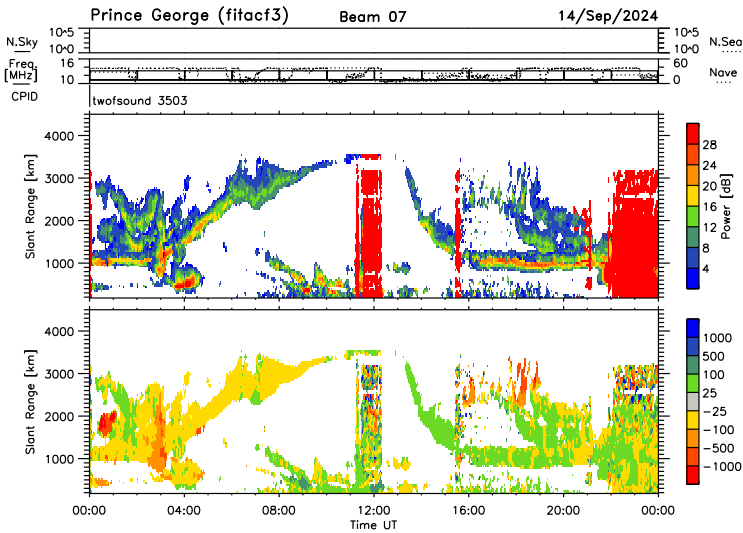 Prince George (fitacf3) Beam 07 14/Sep/2024
N.Sky 10^5 10^0 10^5 10^0 N.Sea
Freq. [MHz] 16 10 60 0 Nave
CPID twofsound 3503
Slant Range [km] 4000 3000 2000 1000
28 24 20 16 12 8 4 Power [dB]
Slant Range [km] 4000 3000 2000 1000
1000 500 100 25 -25 -100 -500 -1000
00:00 04:00 08:00 12:00 16:00 20:00 00:00
Time UT